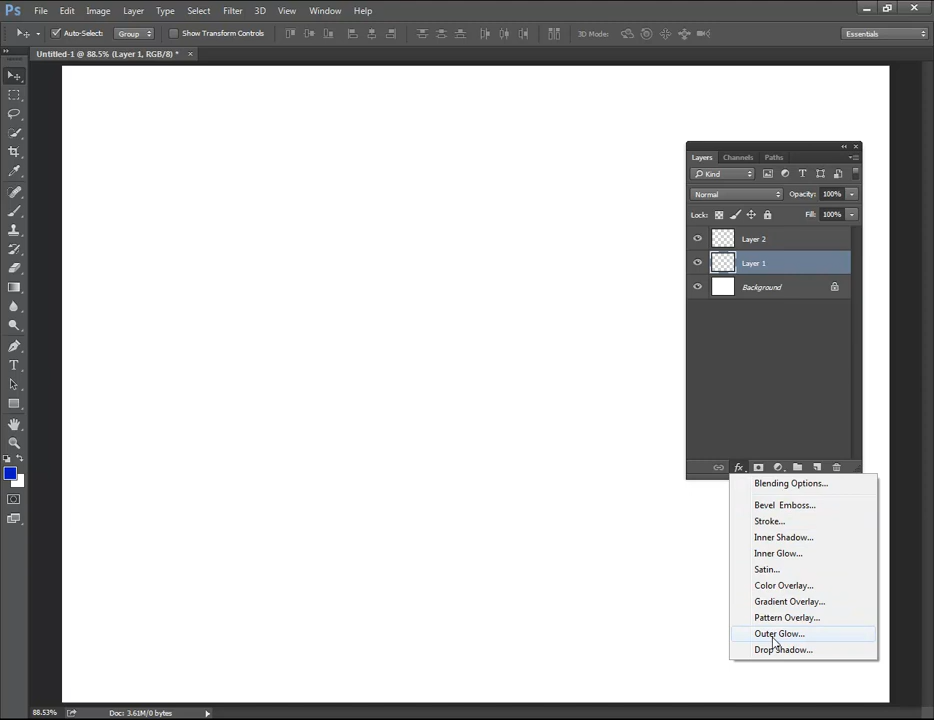 Ps File Edit Image Layer Type Select Filter 3D View Window Help
Auto-Select: Group Show Transform Controls 3D Mode: Essentials
Untitled-1 @ 88.5% (Layer 1, RGB/8) * ×
Layers Channels Paths
Kind T
Normal Opacity: 100%
Lock: Fill: 100%
Layer 2
Layer 1
Background
T
fx
Blending Options...
Bevel Emboss...
Stroke...
Inner Shadow...
Inner Glow...
Satin...
Color Overlay...
Gradient Overlay...
Pattern Overlay...
Outer Glow...
Drop Shadow...
88.53% Doc: 3.61M/0 bytes